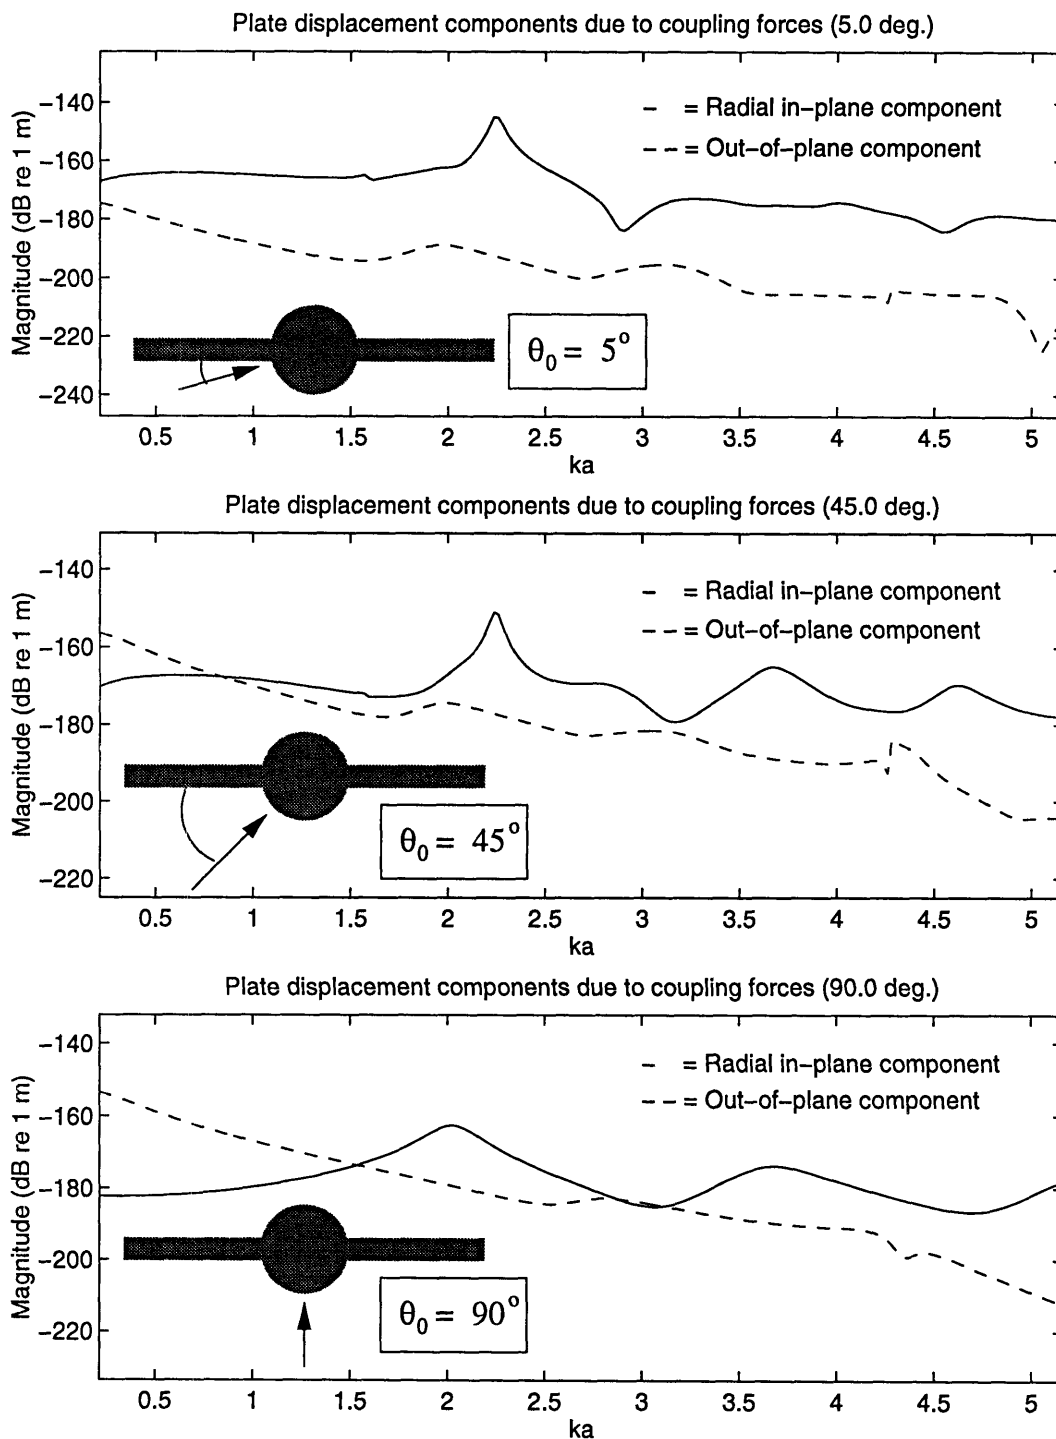 Plate displacement components due to coupling forces (5.0 deg.)
Magnitude (dB re 1 m)
−140
−160
−180
−200
−220
−240
– = Radial in−plane component
– – = Out−of−plane component
θ0 = 5°
0.5 1 1.5 2 2.5 3 3.5 4 4.5 5
ka
Plate displacement components due to coupling forces (45.0 deg.)
Magnitude (dB re 1 m)
−140
−160
−180
−200
−220
– = Radial in−plane component
– – = Out−of−plane component
θ0 = 45°
0.5 1 1.5 2 2.5 3 3.5 4 4.5 5
ka
Plate displacement components due to coupling forces (90.0 deg.)
Magnitude (dB re 1 m)
−140
−160
−180
−200
−220
– = Radial in−plane component
– – = Out−of−plane component
θ0 = 90°
0.5 1 1.5 2 2.5 3 3.5 4 4.5 5
ka